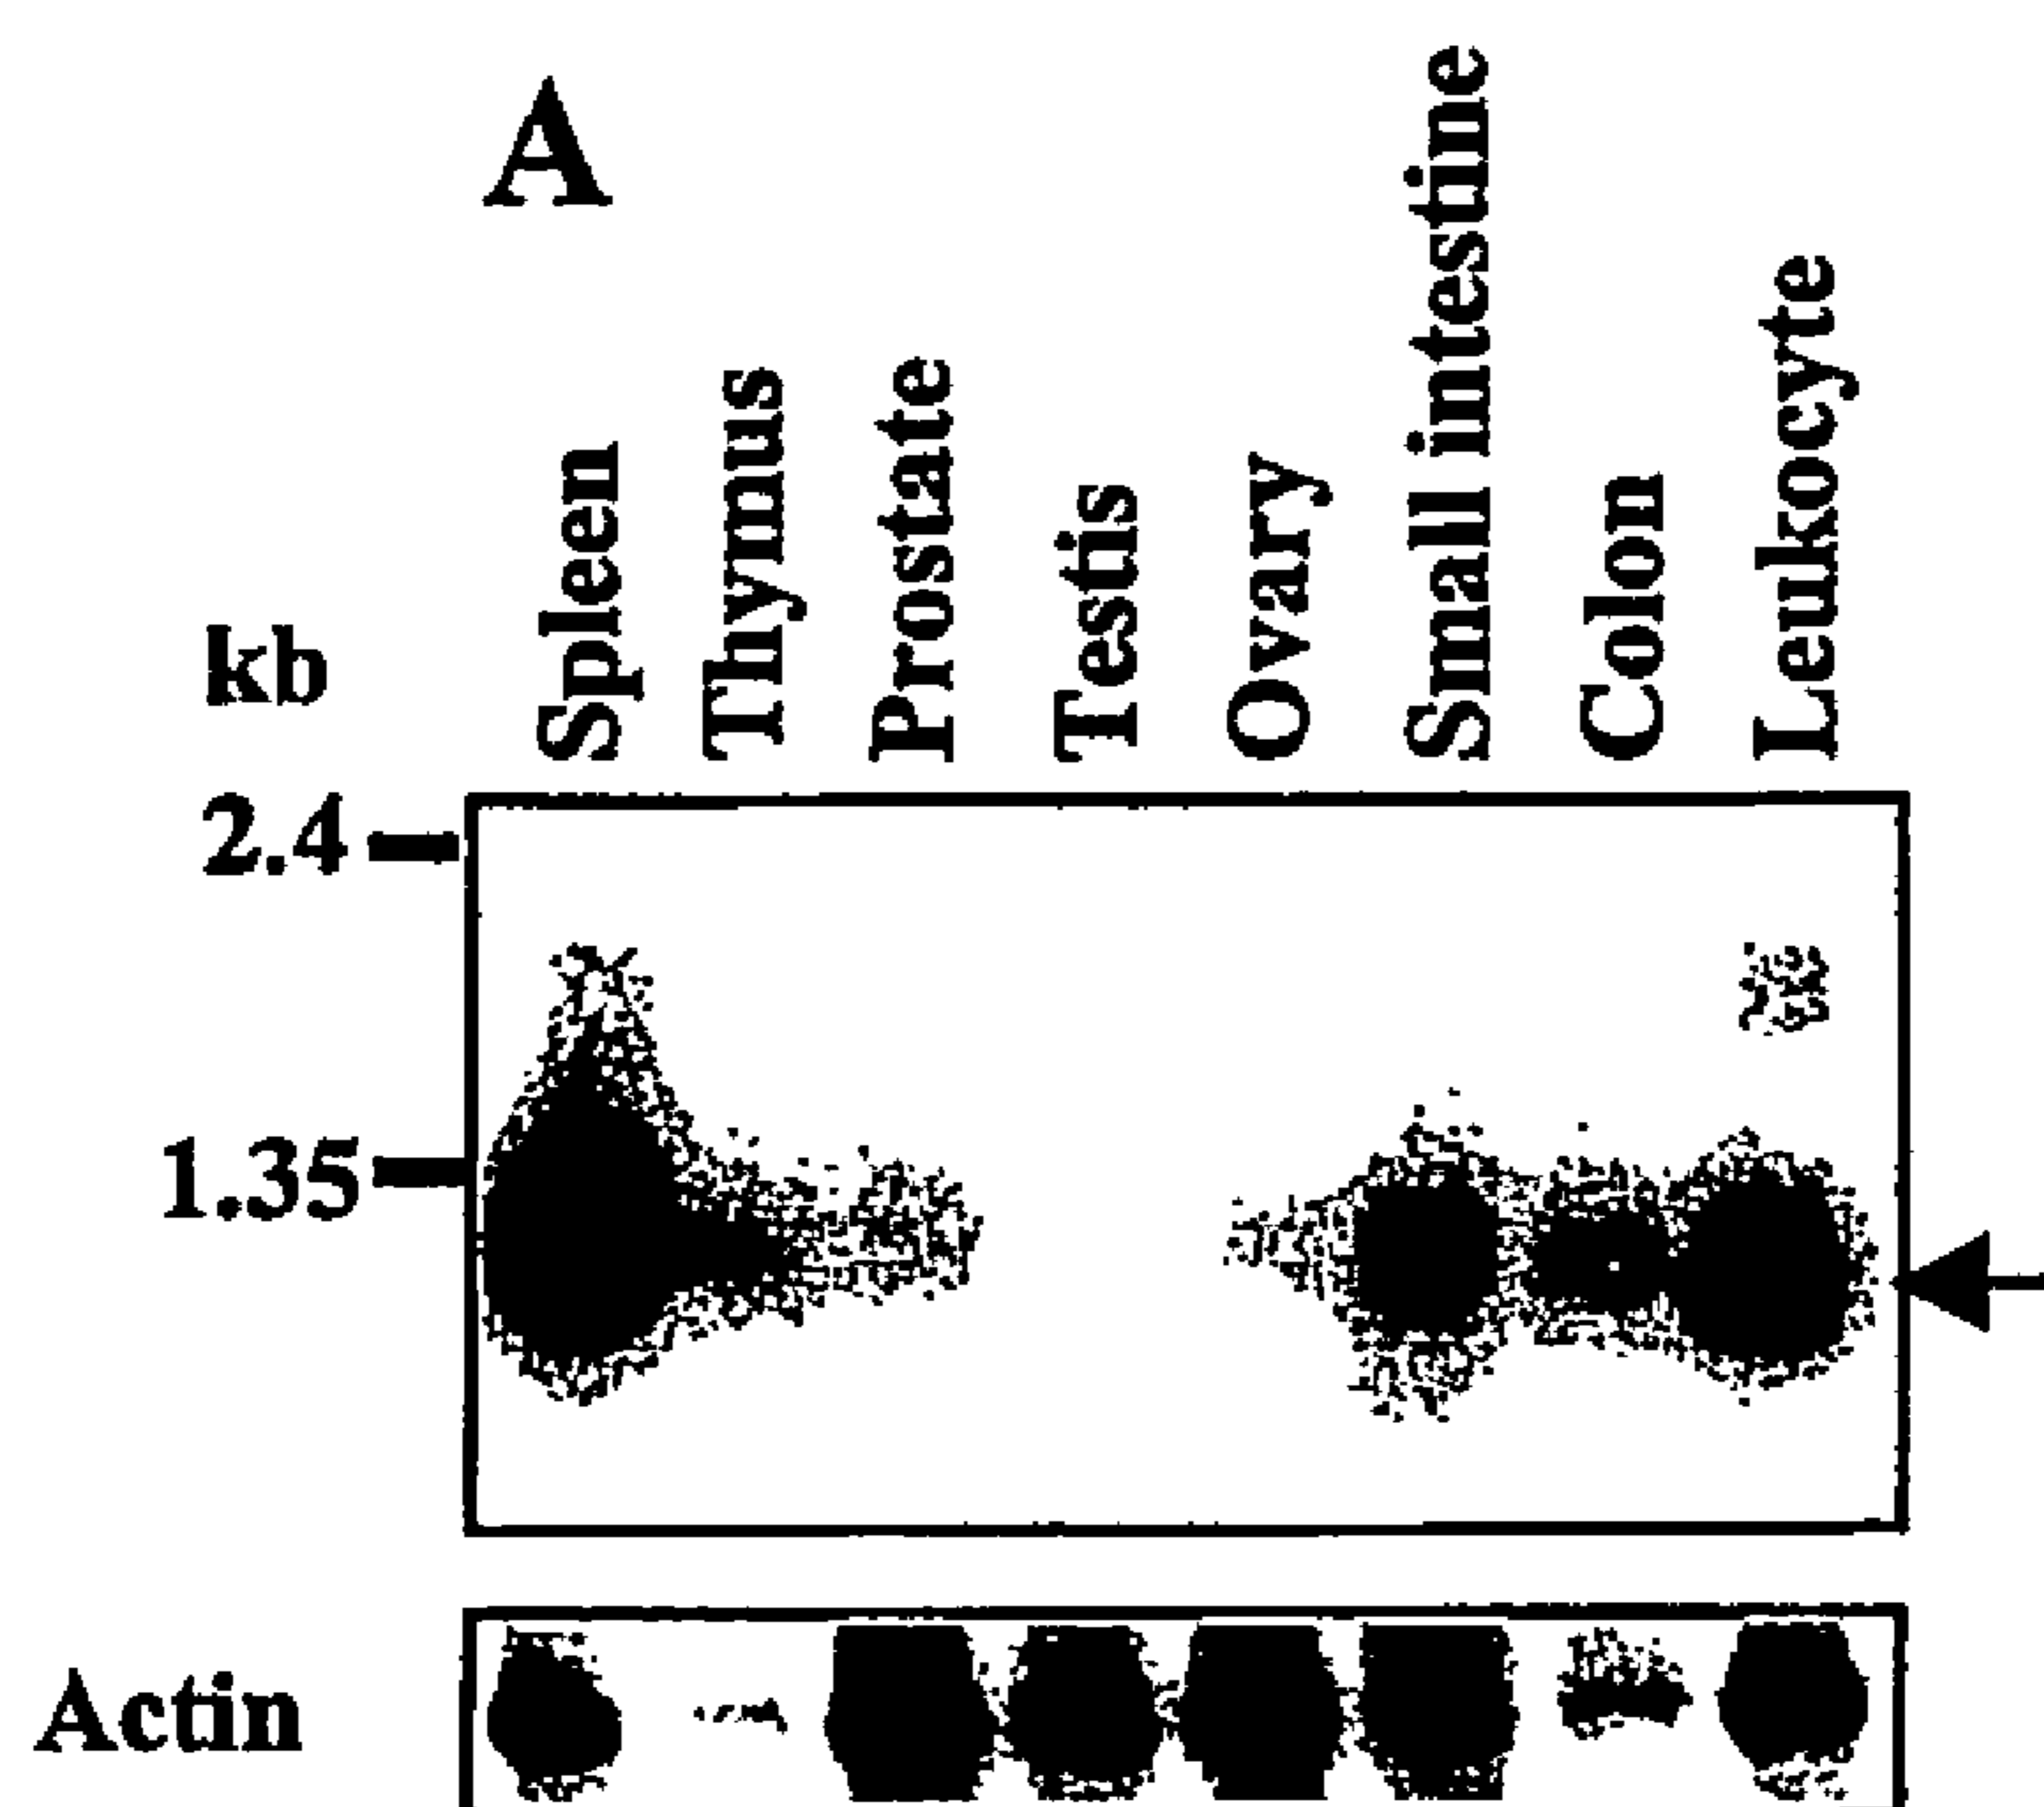 A
kb
Spleen
Thymus
Prostate
Testis
Ovary
Small intestine
Colon
Leukocyte
2.4
1.35
Actin